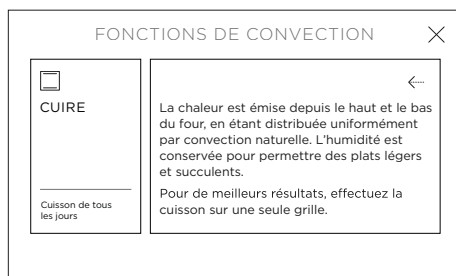 FONCTIONS DE CONVECTION
CUIRE
Cuisson de tous
les jours
La chaleur est émise depuis le haut et le bas
du four, en étant distribuée uniformément
par convection naturelle. L'humidité est
conservée pour permettre des plats légers
et succulents.
Pour de meilleurs résultats, effectuez la
cuisson sur une seule grille.